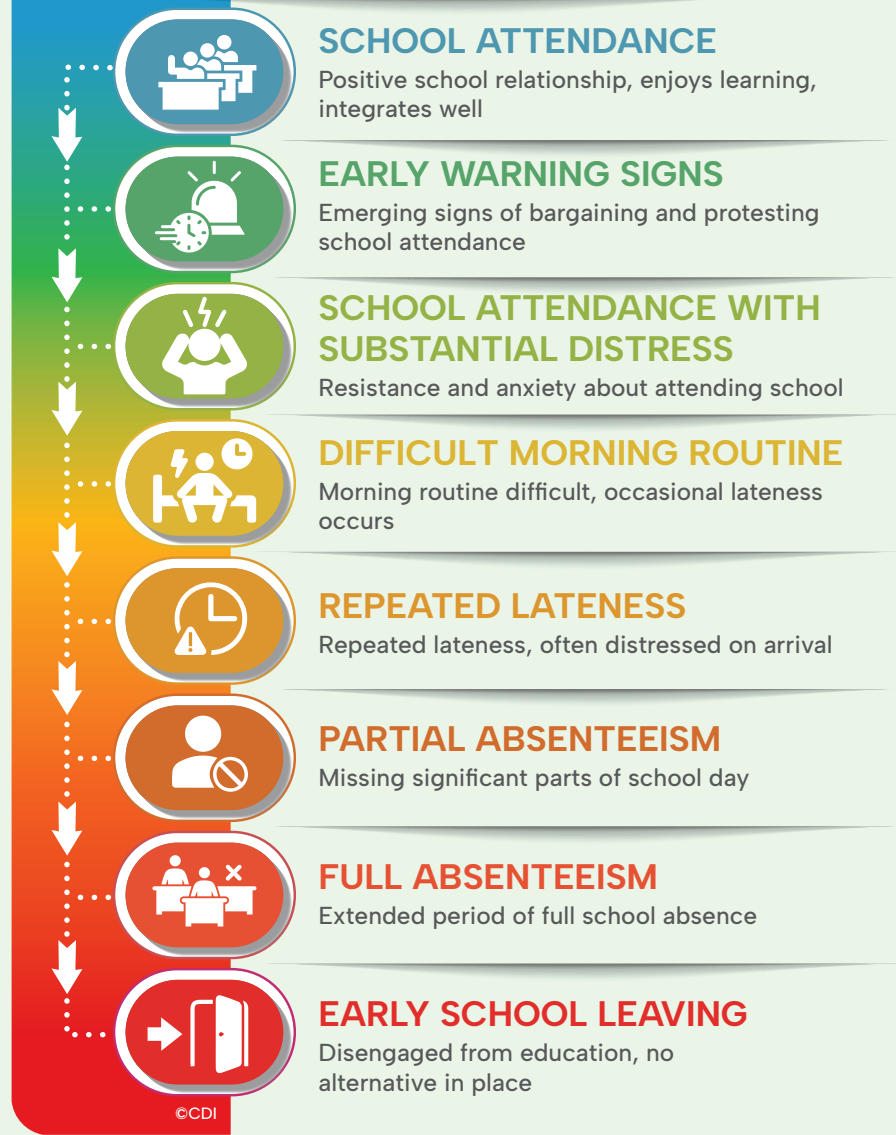 SCHOOL ATTENDANCE
Positive school relationship, enjoys learning,
integrates well
EARLY WARNING SIGNS
Emerging signs of bargaining and protesting
school attendance
SCHOOL ATTENDANCE WITH
SUBSTANTIAL DISTRESS
Resistance and anxiety about attending school
DIFFICULT MORNING ROUTINE
Morning routine difficult, occasional lateness
occurs
REPEATED LATENESS
Repeated lateness, often distressed on arrival
PARTIAL ABSENTEEISM
Missing significant parts of school day
FULL ABSENTEEISM
Extended period of full school absence
EARLY SCHOOL LEAVING
Disengaged from education, no
alternative in place
©CDI